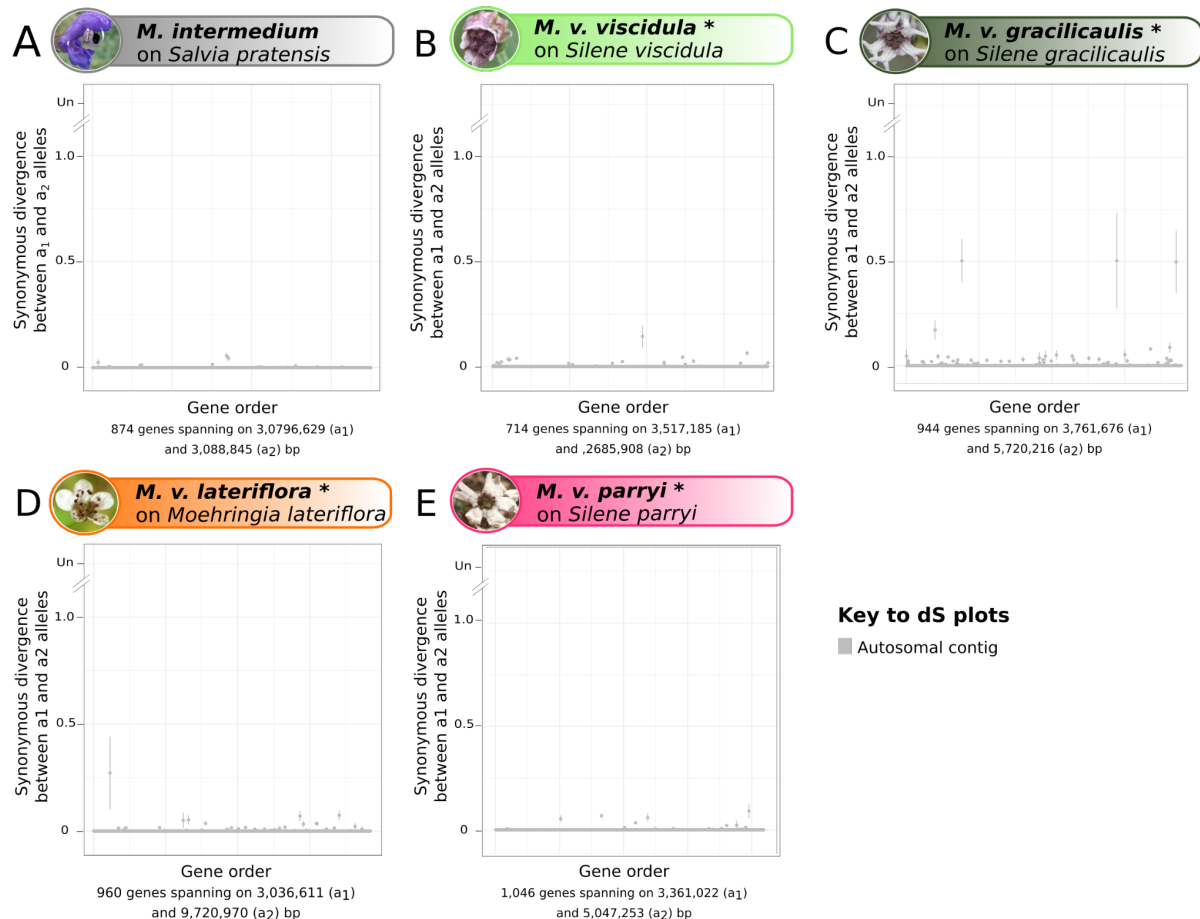 A
M. intermedium
on Salvia pratensis
Un
1.0
0.5
0
Synonymous divergence
between a₁ and a₂ alleles
Gene order
874 genes spanning on 3,0796,629 (a₁)
and 3,088,845 (a₂) bp
B
M. v. viscidula *
on Silene viscidula
Un
1.0
0.5
0
Synonymous divergence
between a1 and a2 alleles
Gene order
714 genes spanning on 3,517,185 (a₁)
and ,2685,908 (a₂) bp
C
M. v. gracilicaulis *
on Silene gracilicaulis
Un
1.0
0.5
0
Synonymous divergence
between a1 and a2 alleles
Gene order
944 genes spanning on 3,761,676 (a₁)
and 5,720,216 (a₂) bp
D
M. v. lateriflora *
on Moehringia lateriflora
Un
1.0
0.5
0
Synonymous divergence
between a1 and a2 alleles
Gene order
960 genes spanning on 3,036,611 (a₁)
and 9,720,970 (a₂) bp
E
M. v. parryi *
on Silene parryi
Un
1.0
0.5
0
Synonymous divergence
between a1 and a2 alleles
Gene order
1,046 genes spanning on 3,361,022 (a₁)
and 5,047,253 (a₂) bp
Key to dS plots
Autosomal contig